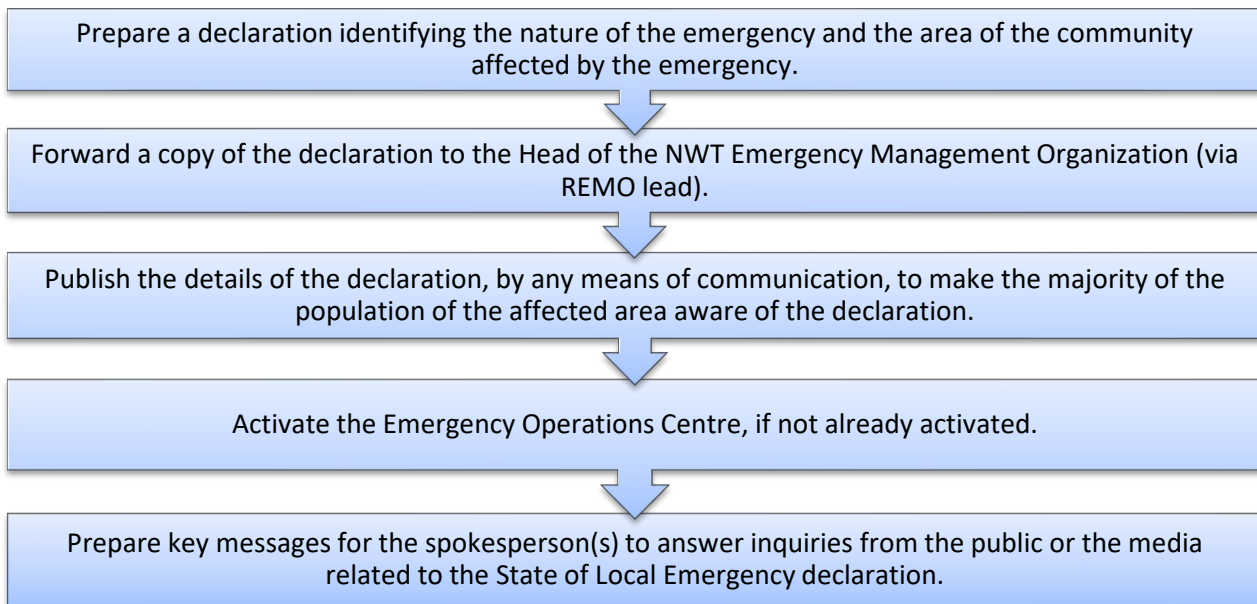 Prepare a declaration identifying the nature of the emergency and the area of the community
affected by the emergency.
Forward a copy of the declaration to the Head of the NWT Emergency Management Organization (via
REMO lead).
Publish the details of the declaration, by any means of communication, to make the majority of the
population of the affected area aware of the declaration.
Activate the Emergency Operations Centre, if not already activated.
Prepare key messages for the spokesperson(s) to answer inquiries from the public or the media
related to the State of Local Emergency declaration.